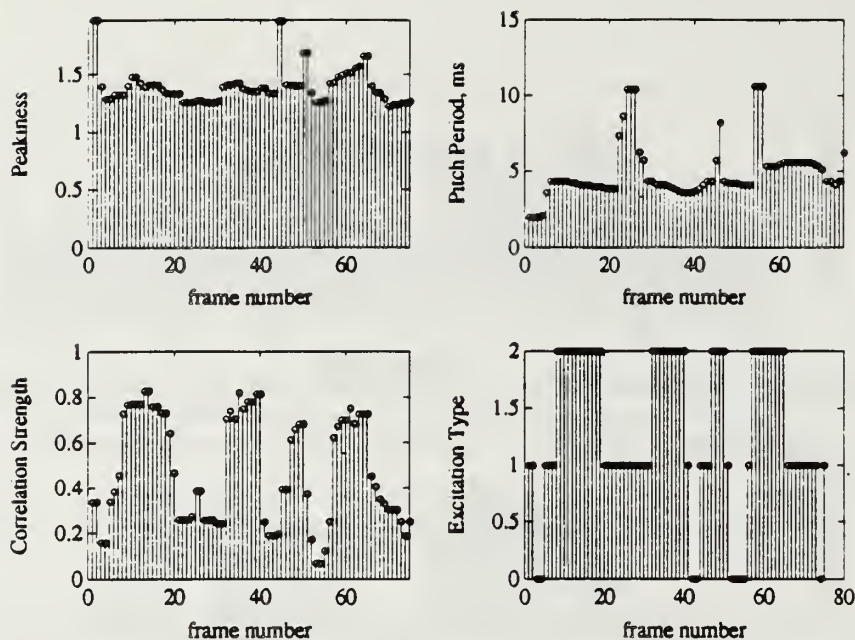 Peakiness
1.5
1
0.5
0
0 20 40 60
frame number
Pitch Period, ms
15
10
5
0
0 20 40 60
frame number
Correlation Strength
1
0.8
0.6
0.4
0.2
0
0 20 40 60
frame number
Excitation Type
2
1.5
1
0.5
0
0 20 40 60 80
frame number